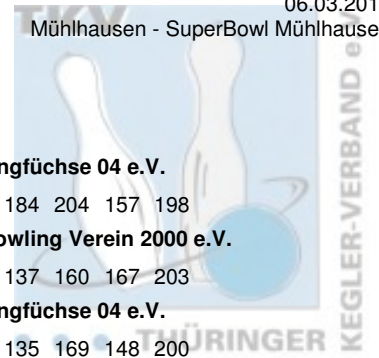 06.03.201
TKV
Mühlhausen - SuperBowl Mühlhause
ngfüchse 04 e.V.
184 204 157 198
owling Verein 2000 e.V.
137 160 167 203
ngfüchse 04 e.V.
135 169 148 200
THÜRINGER
KEGLER-VERBAND e.V.